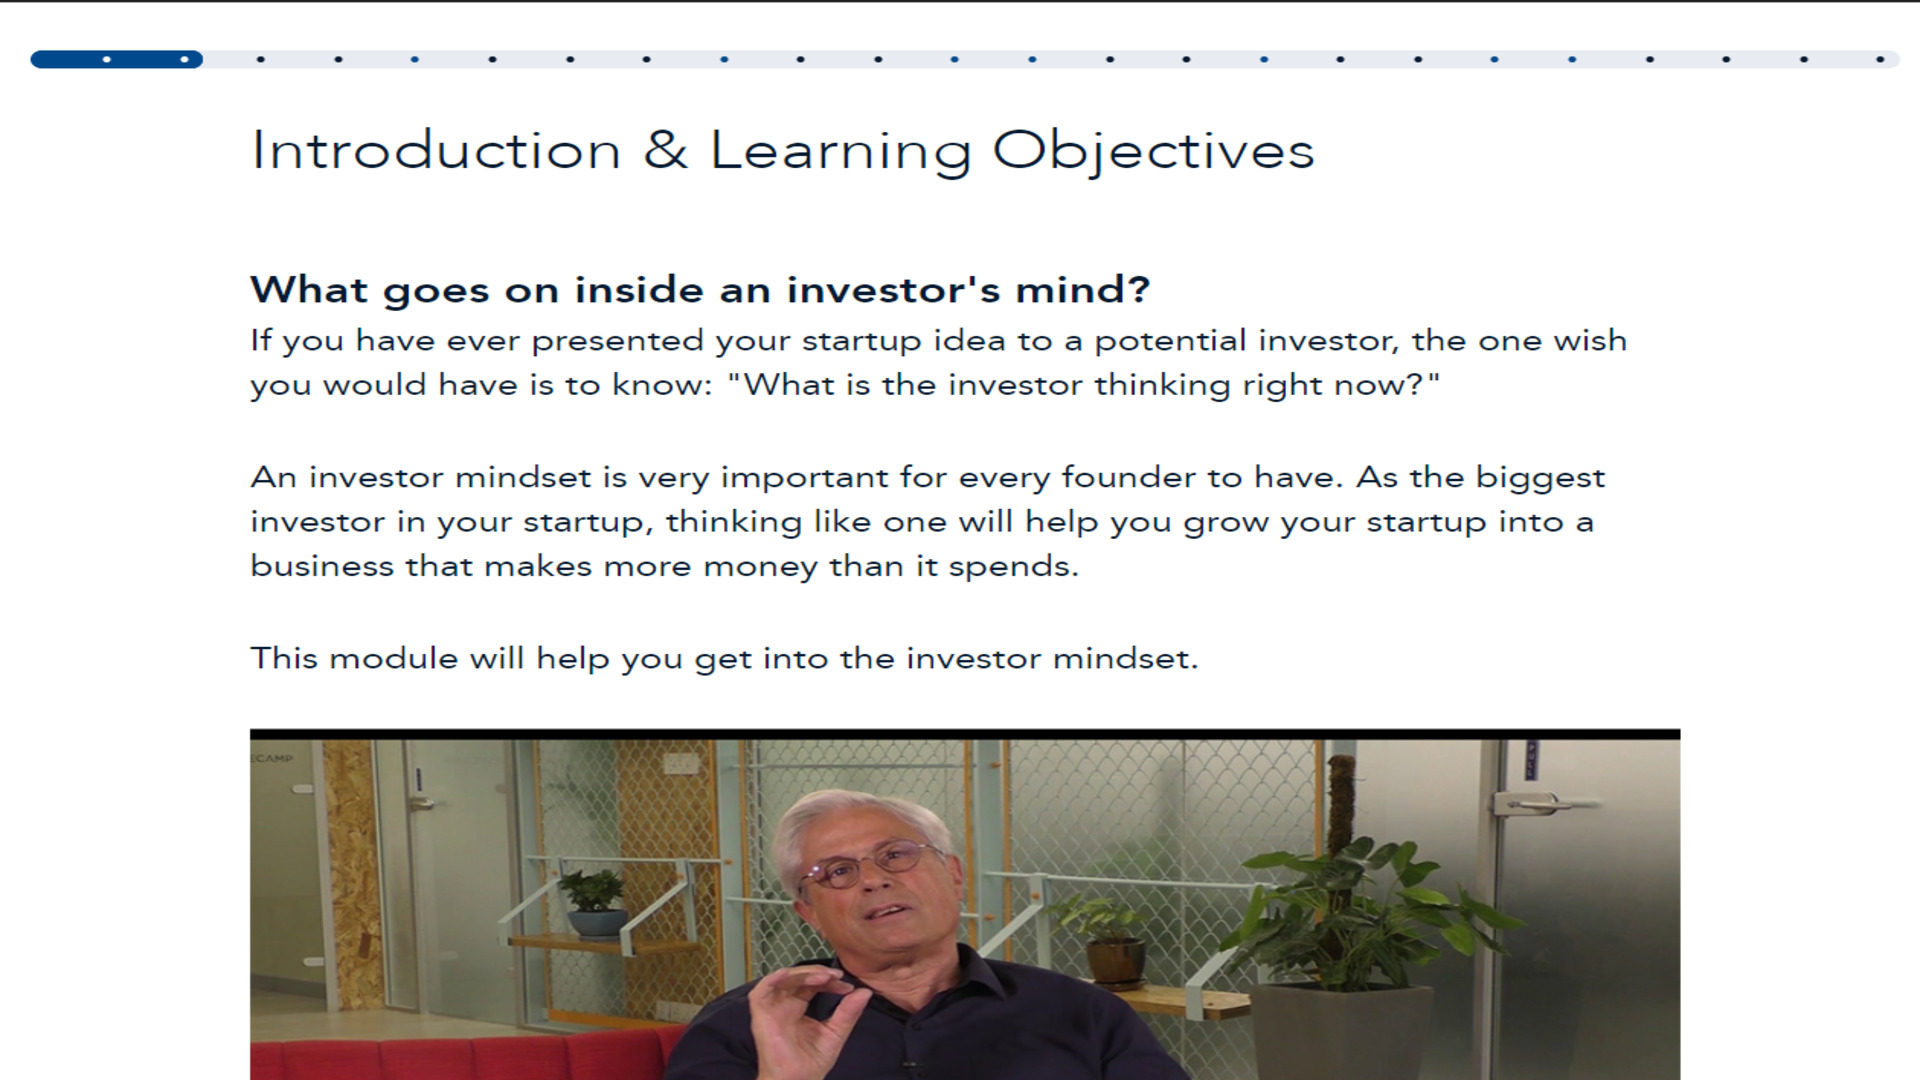 Introduction & Learning Objectives
What goes on inside an investor's mind?
If you have ever presented your startup idea to a potential investor, the one wish
you would have is to know: "What is the investor thinking right now?"
An investor mindset is very important for every founder to have. As the biggest
investor in your startup, thinking like one will help you grow your startup into a
business that makes more money than it spends.
This module will help you get into the investor mindset.
ECAMP
PULL